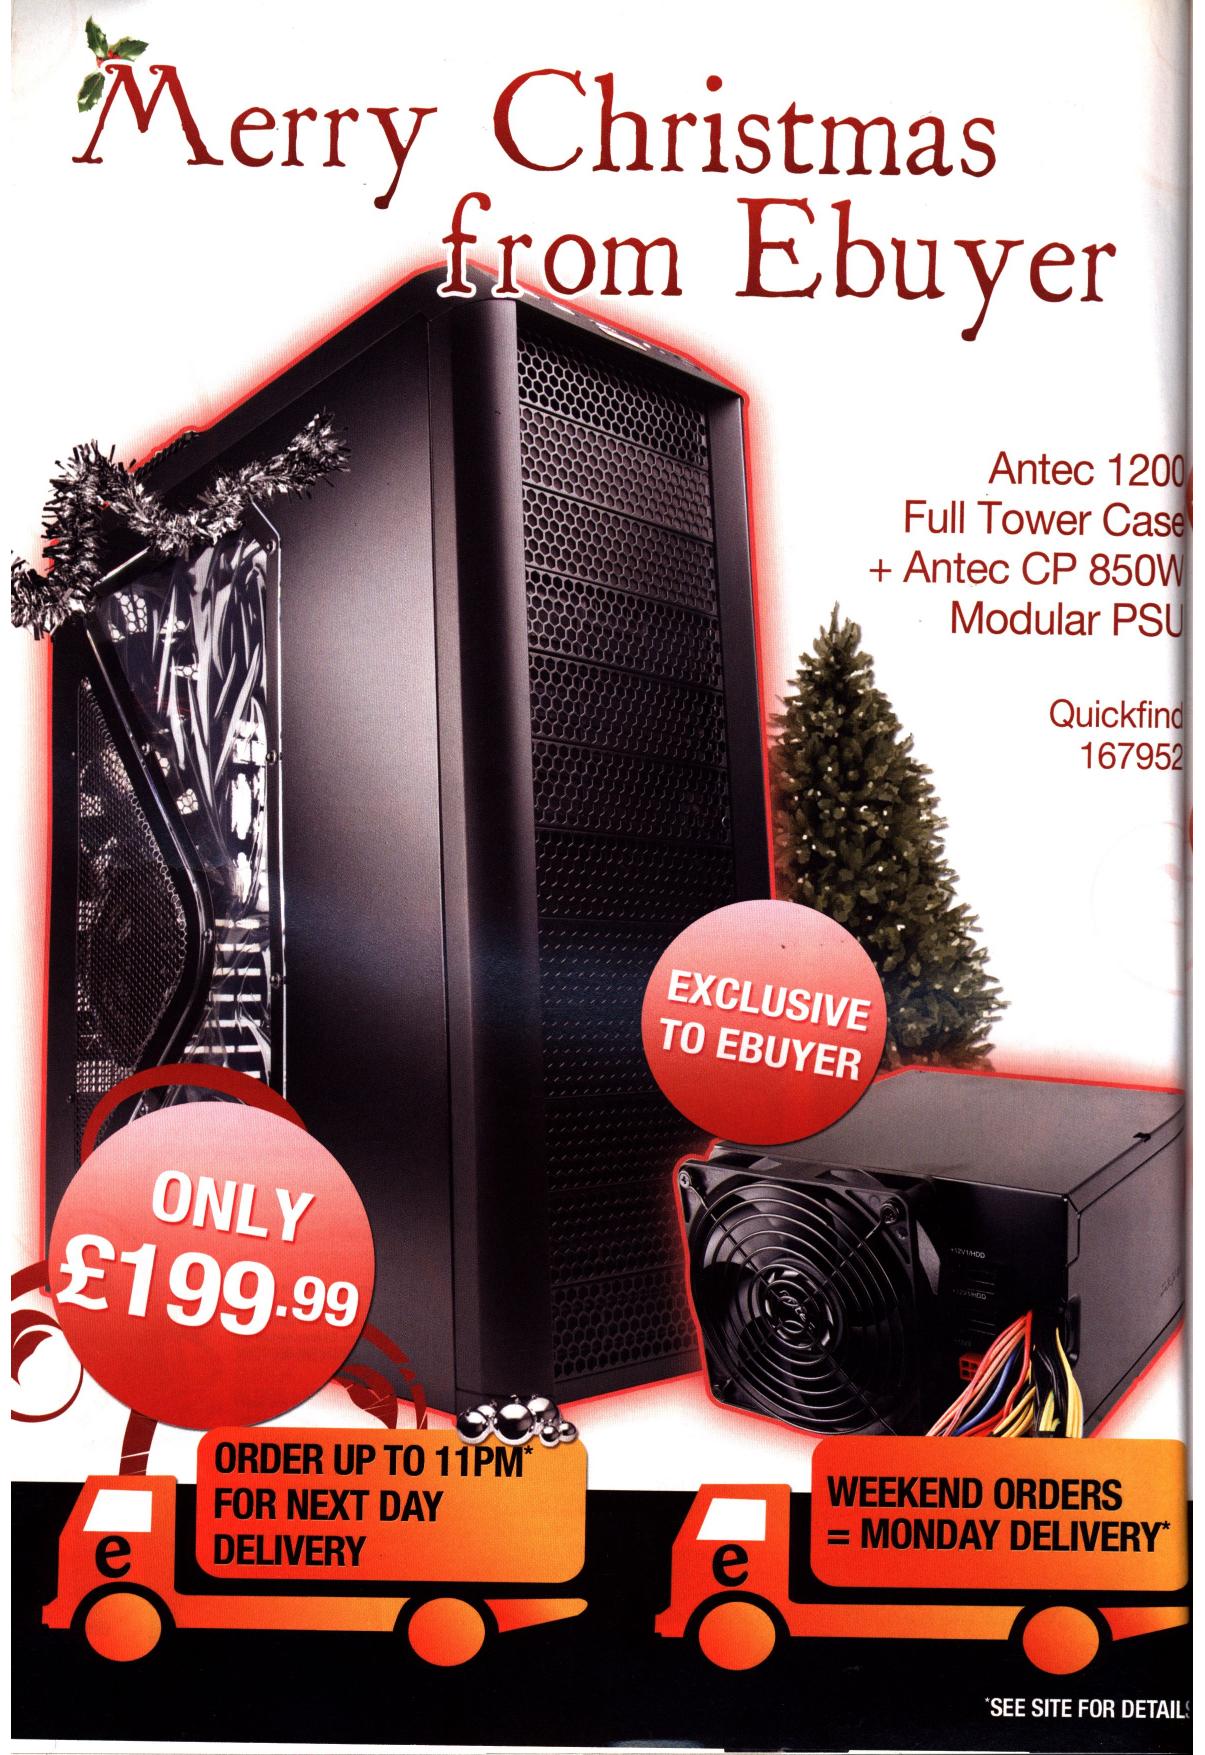 Merry Christmas
from Ebuyer
Antec 1200
Full Tower Case
+ Antec CP 850W
Modular PSU
Quickfind
167952
EXCLUSIVE
TO EBUYER
ONLY
£199.99
+12V1/HDD
ORDER UP TO 11PM*
FOR NEXT DAY
DELIVERY
e
WEEKEND ORDERS
= MONDAY DELIVERY*
e
*SEE SITE FOR DETAILS